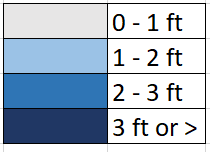 0 - 1 ft
1 - 2 ft
2 - 3 ft
3 ft or >